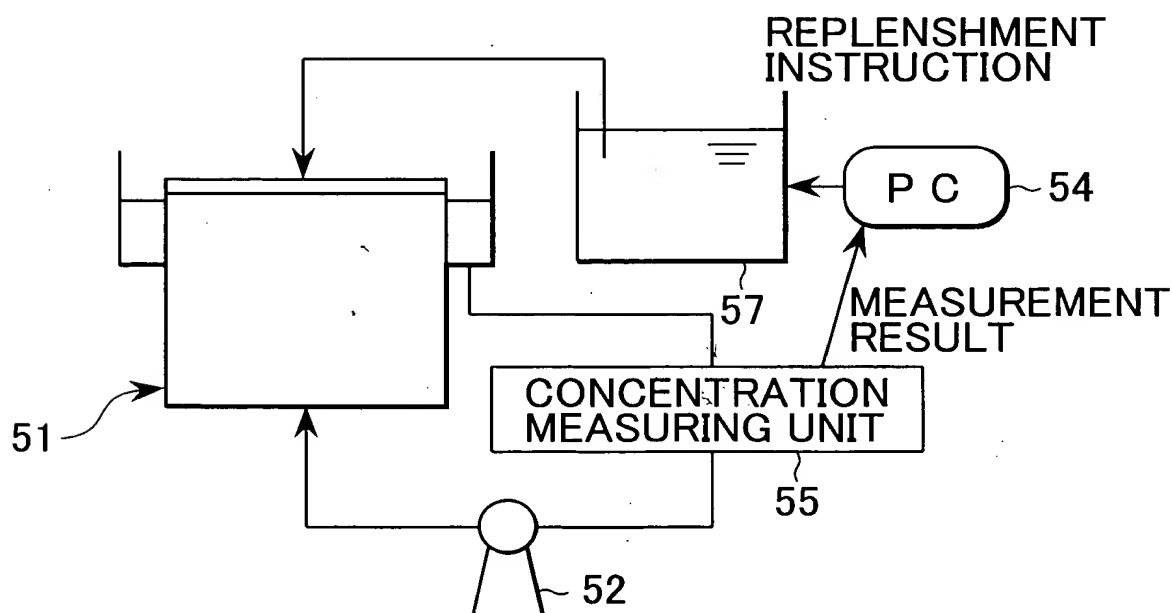 REPLENSHMENT
INSTRUCTION
P C
54
57
MEASUREMENT
RESULT
CONCENTRATION
MEASURING UNIT
51
55
52